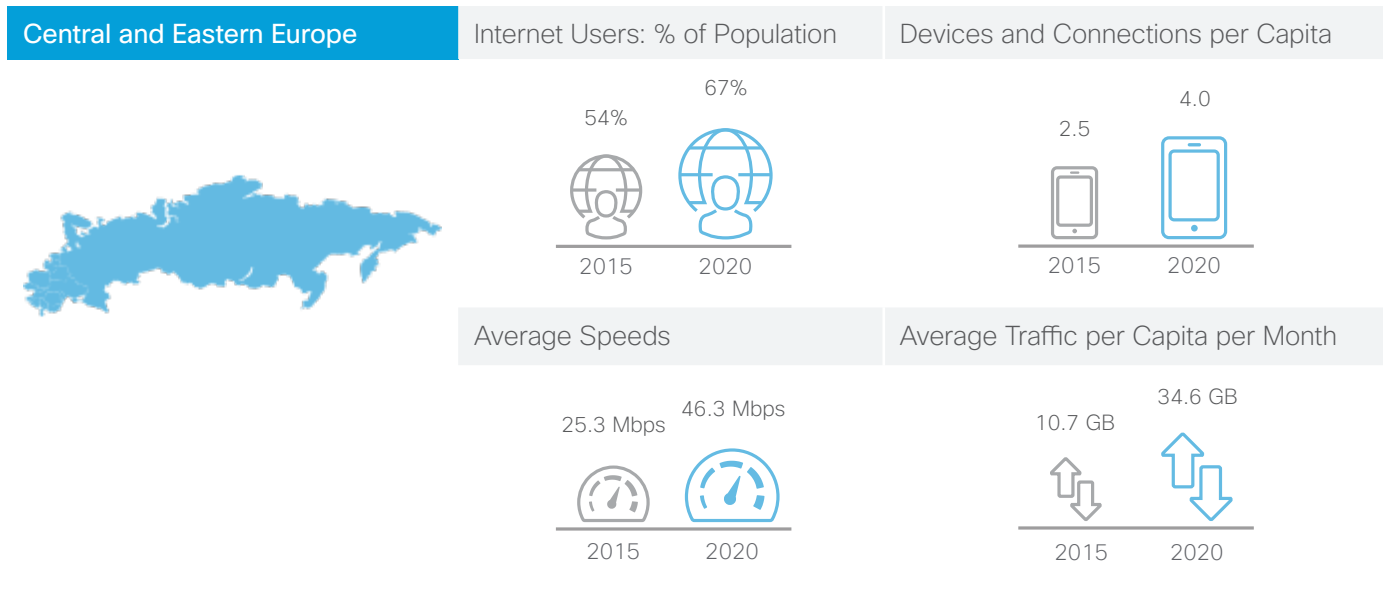 Central and Eastern Europe
Internet Users: % of Population
Devices and Connections per Capita
54%
67%
2015
2020
2.5
4.0
2015
2020
Average Speeds
Average Traffic per Capita per Month
25.3 Mbps
46.3 Mbps
2015
2020
10.7 GB
34.6 GB
2015
2020